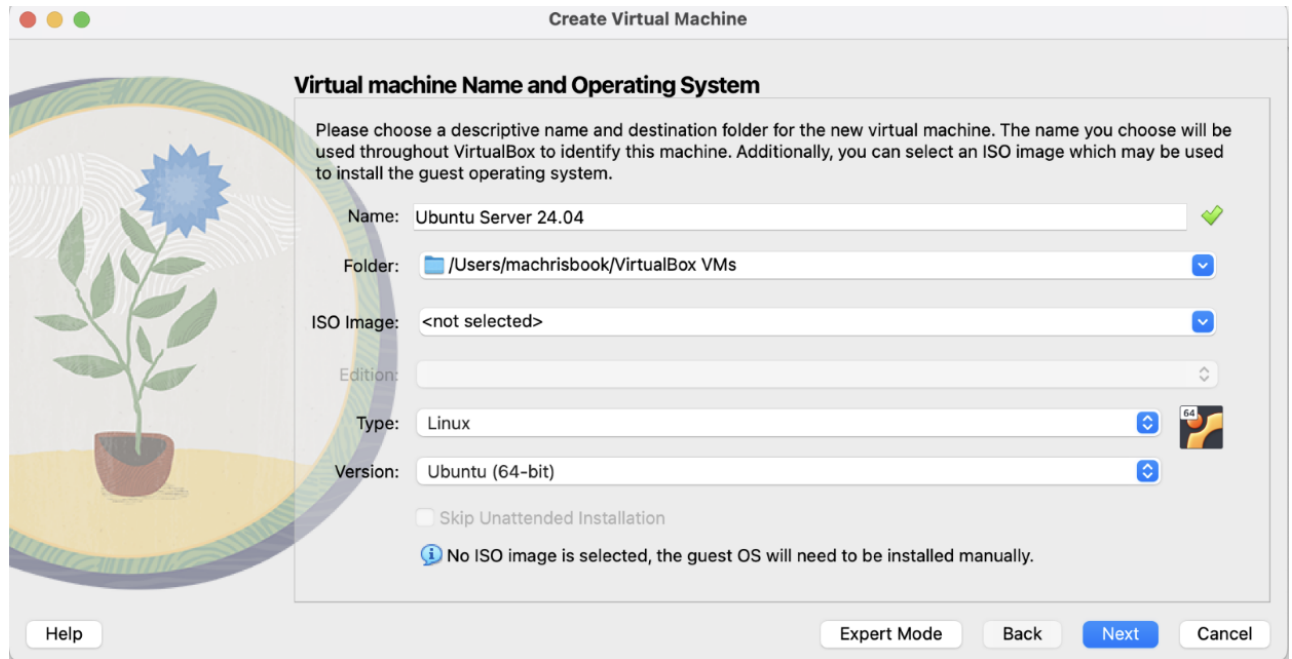 Create Virtual Machine
Virtual machine Name and Operating System
Please choose a descriptive name and destination folder for the new virtual machine. The name you choose will be
used throughout VirtualBox to identify this machine. Additionally, you can select an ISO image which may be used
to install the guest operating system.
Name: Ubuntu Server 24.04
Folder: /Users/machrisbook/VirtualBox VMs
ISO Image: <not selected>
Edition:
Type: Linux 64
Version: Ubuntu (64-bit)
Skip Unattended Installation
No ISO image is selected, the guest OS will need to be installed manually.
Help Expert Mode Back Next Cancel